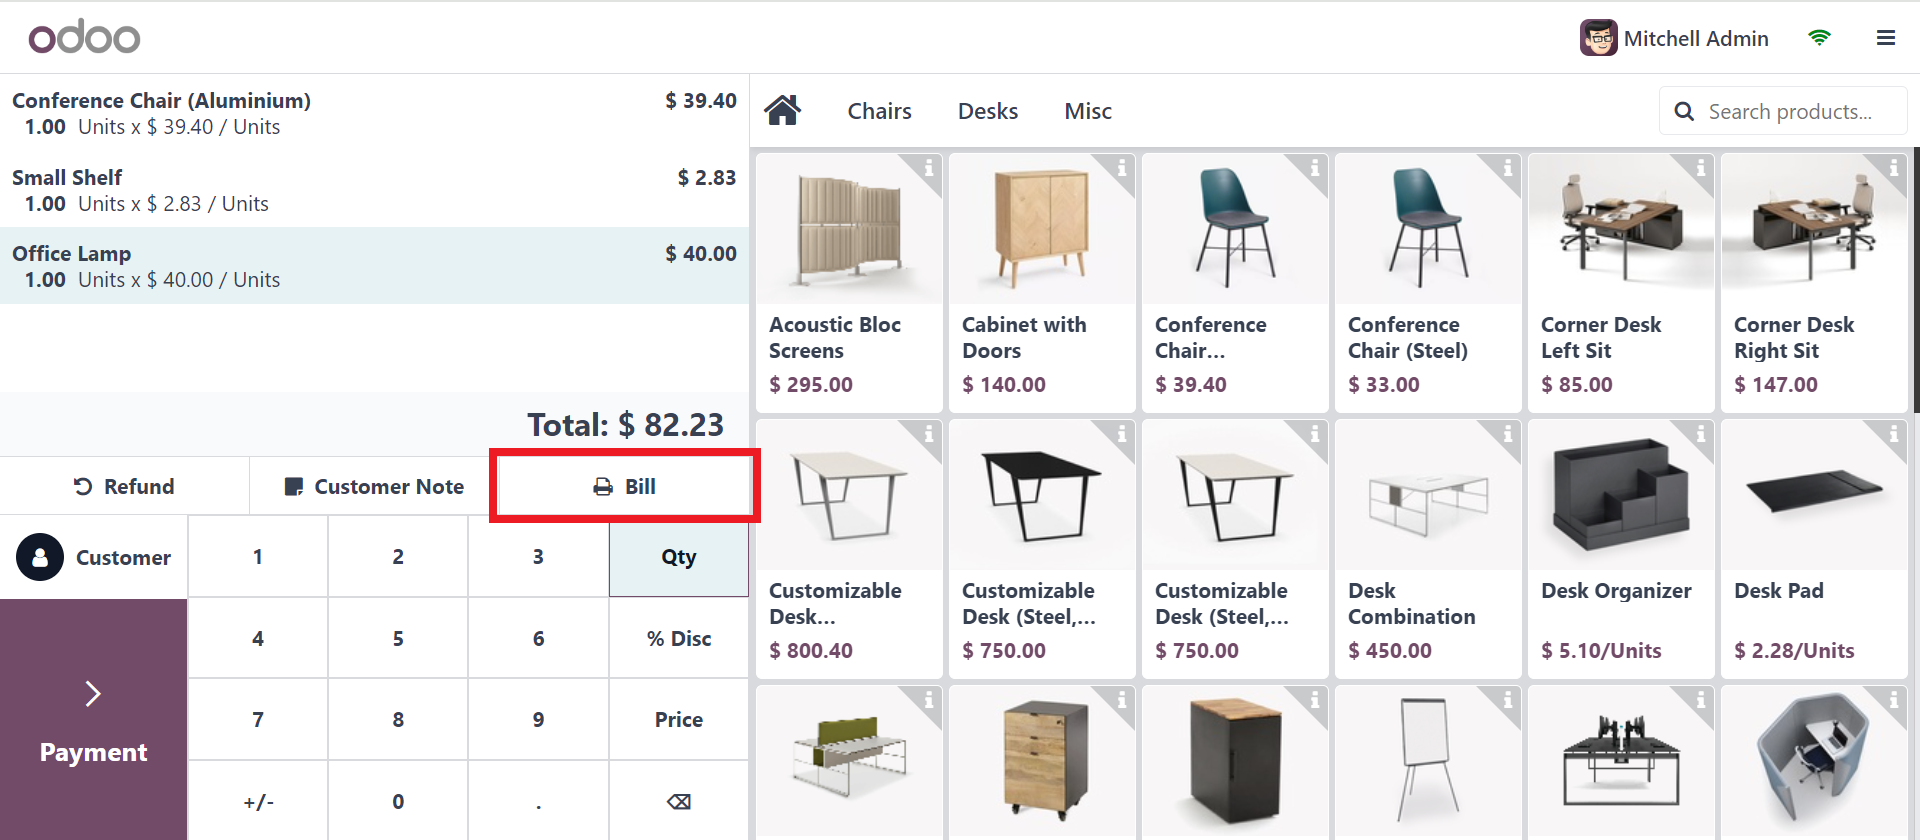 odoo
Mitchell Admin
Conference Chair (Aluminium) $ 39.40
1.00 Units x $ 39.40 / Units
Small Shelf $ 2.83
1.00 Units x $ 2.83 / Units
Office Lamp $ 40.00
1.00 Units x $ 40.00 / Units
Total: $ 82.23
Refund Customer Note Bill
Customer 1 2 3 Qty
4 5 6 % Disc
7 8 9 Price
Payment
+/- 0 .
Chairs Desks Misc Search products...
Acoustic Bloc
Screens
$ 295.00
Cabinet with
Doors
$ 140.00
Conference
Chair...
$ 39.40
Conference
Chair (Steel)
$ 33.00
Corner Desk
Left Sit
$ 85.00
Corner Desk
Right Sit
$ 147.00
Customizable
Desk...
$ 800.40
Customizable
Desk (Steel,...
$ 750.00
Customizable
Desk (Steel,...
$ 750.00
Desk
Combination
$ 450.00
Desk Organizer
$ 5.10/Units
Desk Pad
$ 2.28/Units